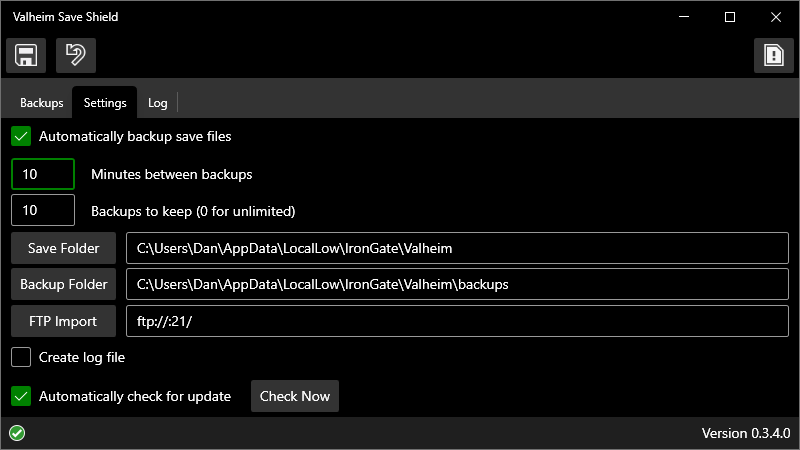 Valheim Save Shield
Backups Settings Log
Automatically backup save files
10 Minutes between backups
10 Backups to keep (0 for unlimited)
Save Folder C:\Users\Dan\AppData\LocalLow\IronGate\Valheim
Backup Folder C:\Users\Dan\AppData\LocalLow\IronGate\Valheim\backups
FTP Import ftp://:21/
Create log file
Automatically check for update Check Now
Version 0.3.4.0